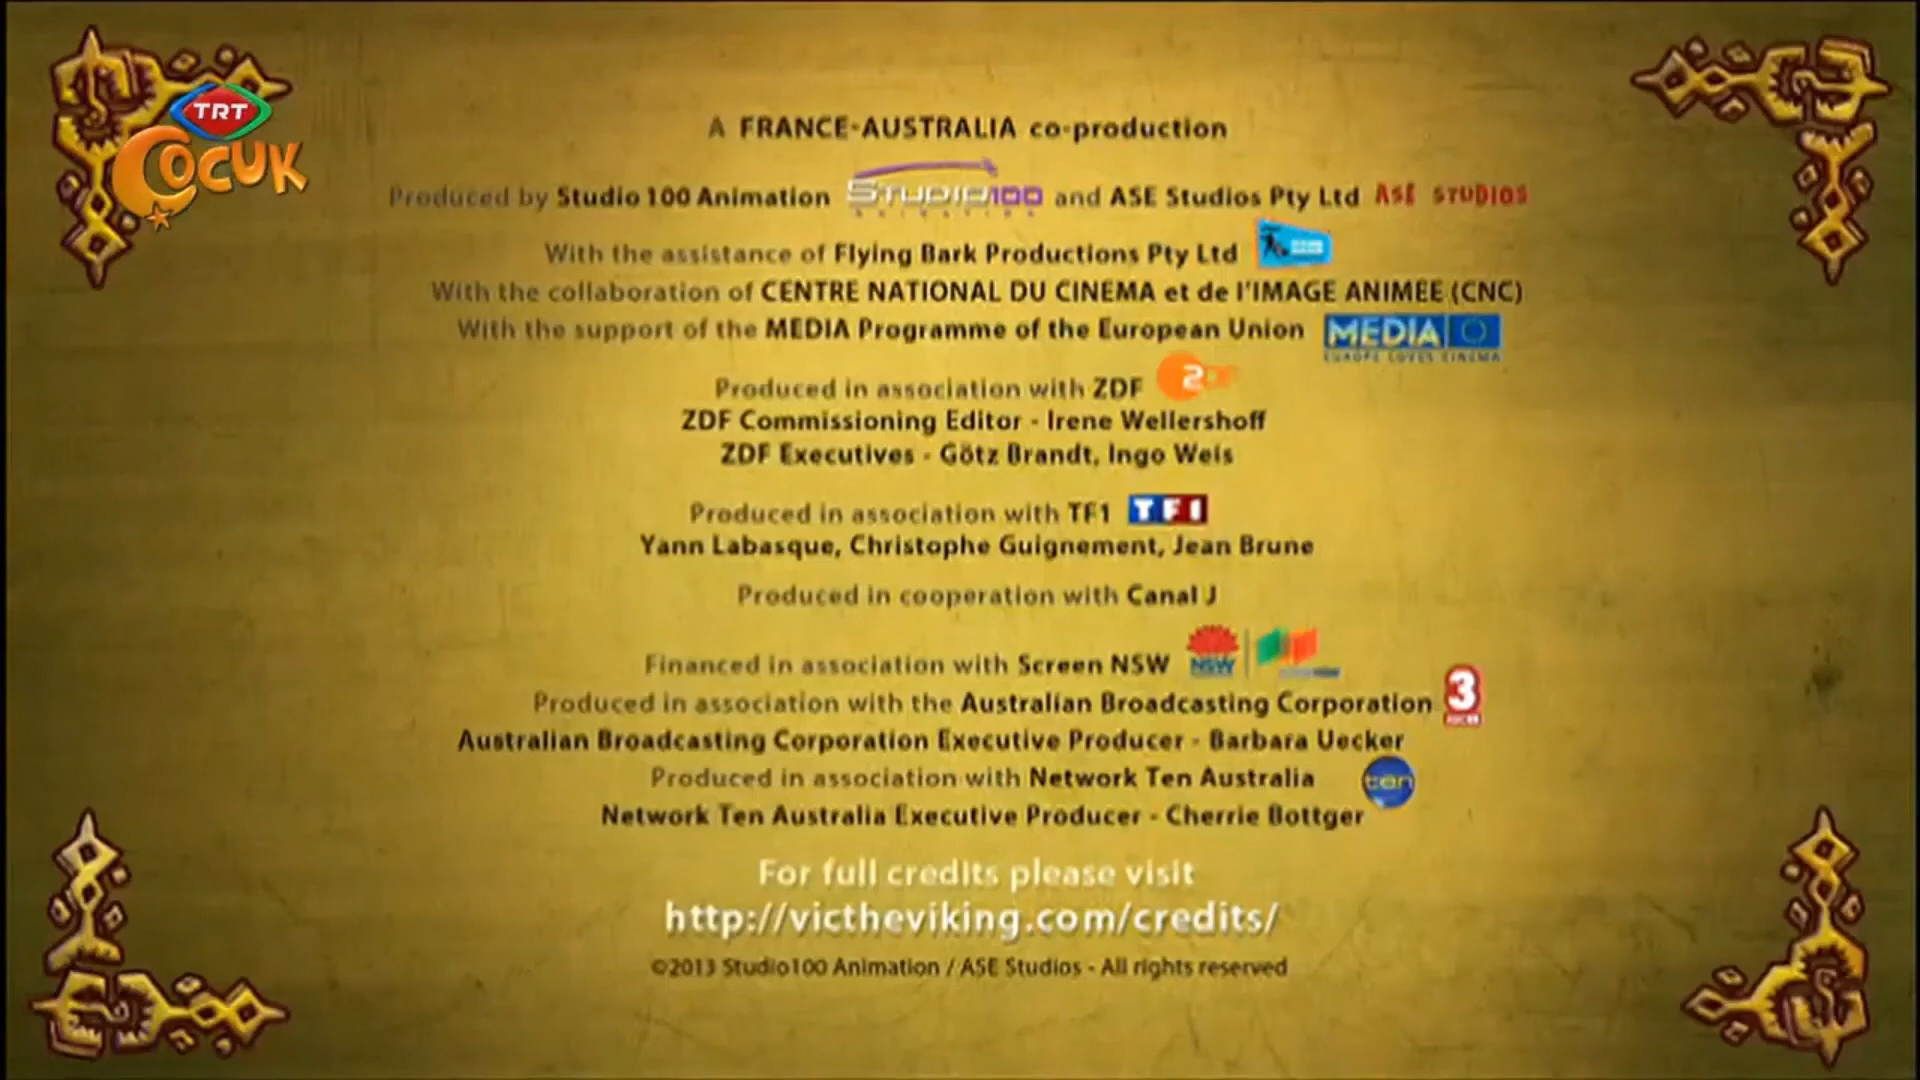 TRT
ÇOCUK
A FRANCE-AUSTRALIA co-production
Produced by Studio 100 Animation STUDIO100 ANIMATION and ASE Studios Pty Ltd ASE STUDIOS
With the assistance of Flying Bark Productions Pty Ltd
With the collaboration of CENTRE NATIONAL DU CINEMA et de l'IMAGE ANIMEE (CNC)
With the support of the MEDIA Programme of the European Union MEDIA
EUROPE LOVES CINEMA
Produced in association with ZDF ZDF
ZDF Commissioning Editor - Irene Wellershoff
ZDF Executives - Götz Brandt, Ingo Weis
Produced in association with TF1 TF1
Yann Labasque, Christophe Guignement, Jean Brune
Produced in cooperation with Canal J
Financed in association with Screen NSW NSW
Produced in association with the Australian Broadcasting Corporation 3
Australian Broadcasting Corporation Executive Producer - Barbara Uecker
Produced in association with Network Ten Australia ten
Network Ten Australia Executive Producer - Cherrie Bottger
For full credits please visit
http://victheviking.com/credits/
©2013 Studio100 Animation / ASE Studios - All rights reserved